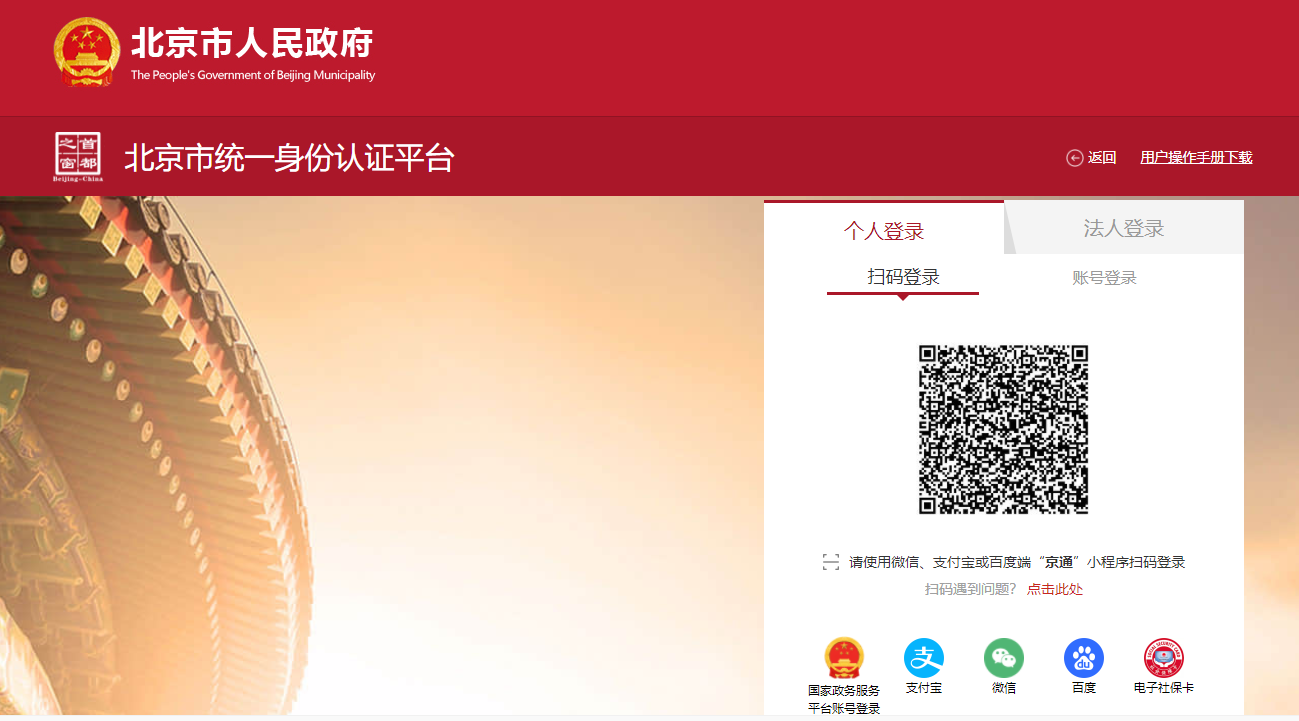 北京市人民政府
The People's Government of Beijing Municipality
首都之窗
Beijing-China
北京市统一身份认证平台
返回
用户操作手册下载
个人登录
法人登录
扫码登录
账号登录
请使用微信、支付宝或百度端“京通”小程序扫码登录
扫码遇到问题？ 点击此处
支
du
国家政务服务
平台账号登录
支付宝
微信
百度
电子社保卡